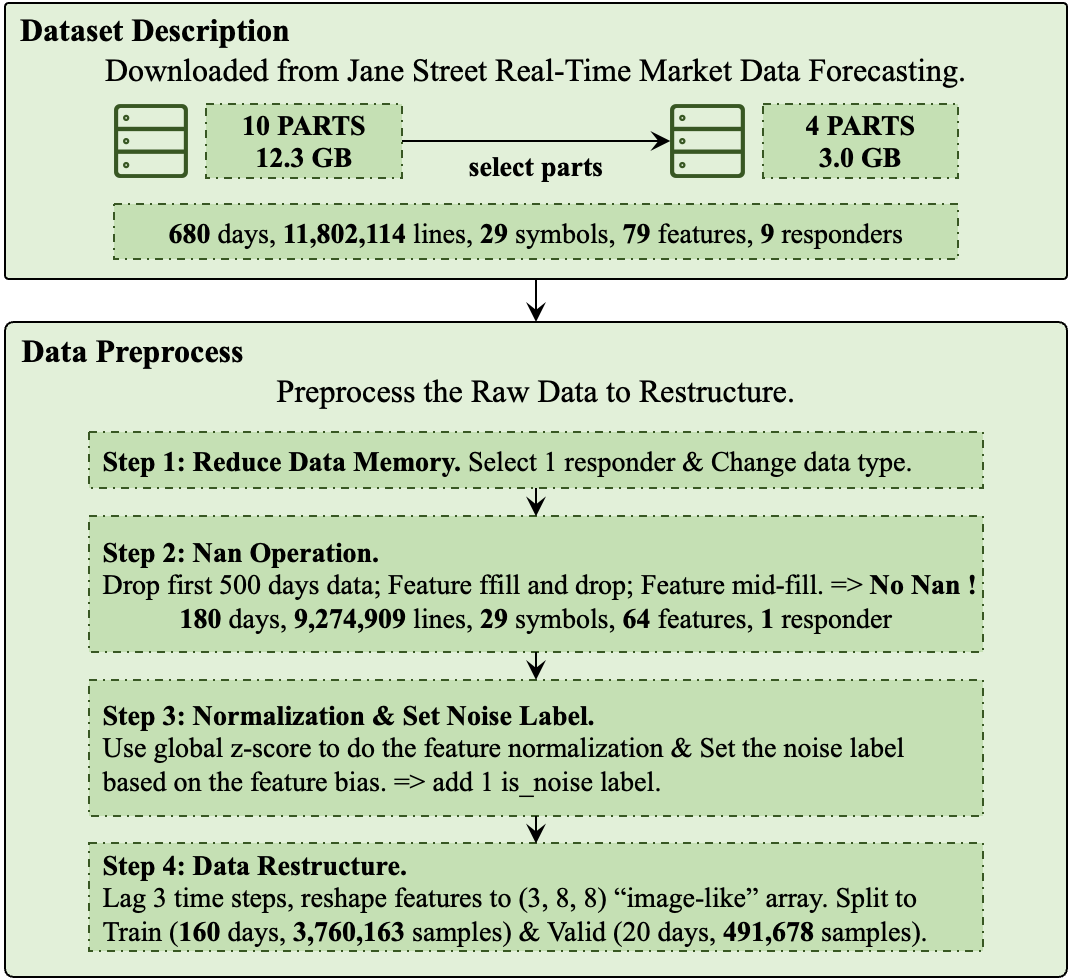 Dataset Description
Downloaded from Jane Street Real-Time Market Data Forecasting.
10 PARTS
12.3 GB
select parts
4 PARTS
3.0 GB
680 days, 11,802,114 lines, 29 symbols, 79 features, 9 responders
Data Preprocess
Preprocess the Raw Data to Restructure.
Step 1: Reduce Data Memory. Select 1 responder & Change data type.
Step 2: Nan Operation.
Drop first 500 days data; Feature ffill and drop; Feature mid-fill. => No Nan !
180 days, 9,274,909 lines, 29 symbols, 64 features, 1 responder
Step 3: Normalization & Set Noise Label.
Use global z-score to do the feature normalization & Set the noise label
based on the feature bias. => add 1 is_noise label.
Step 4: Data Restructure.
Lag 3 time steps, reshape features to (3, 8, 8) “image-like” array. Split to
Train (160 days, 3,760,163 samples) & Valid (20 days, 491,678 samples).